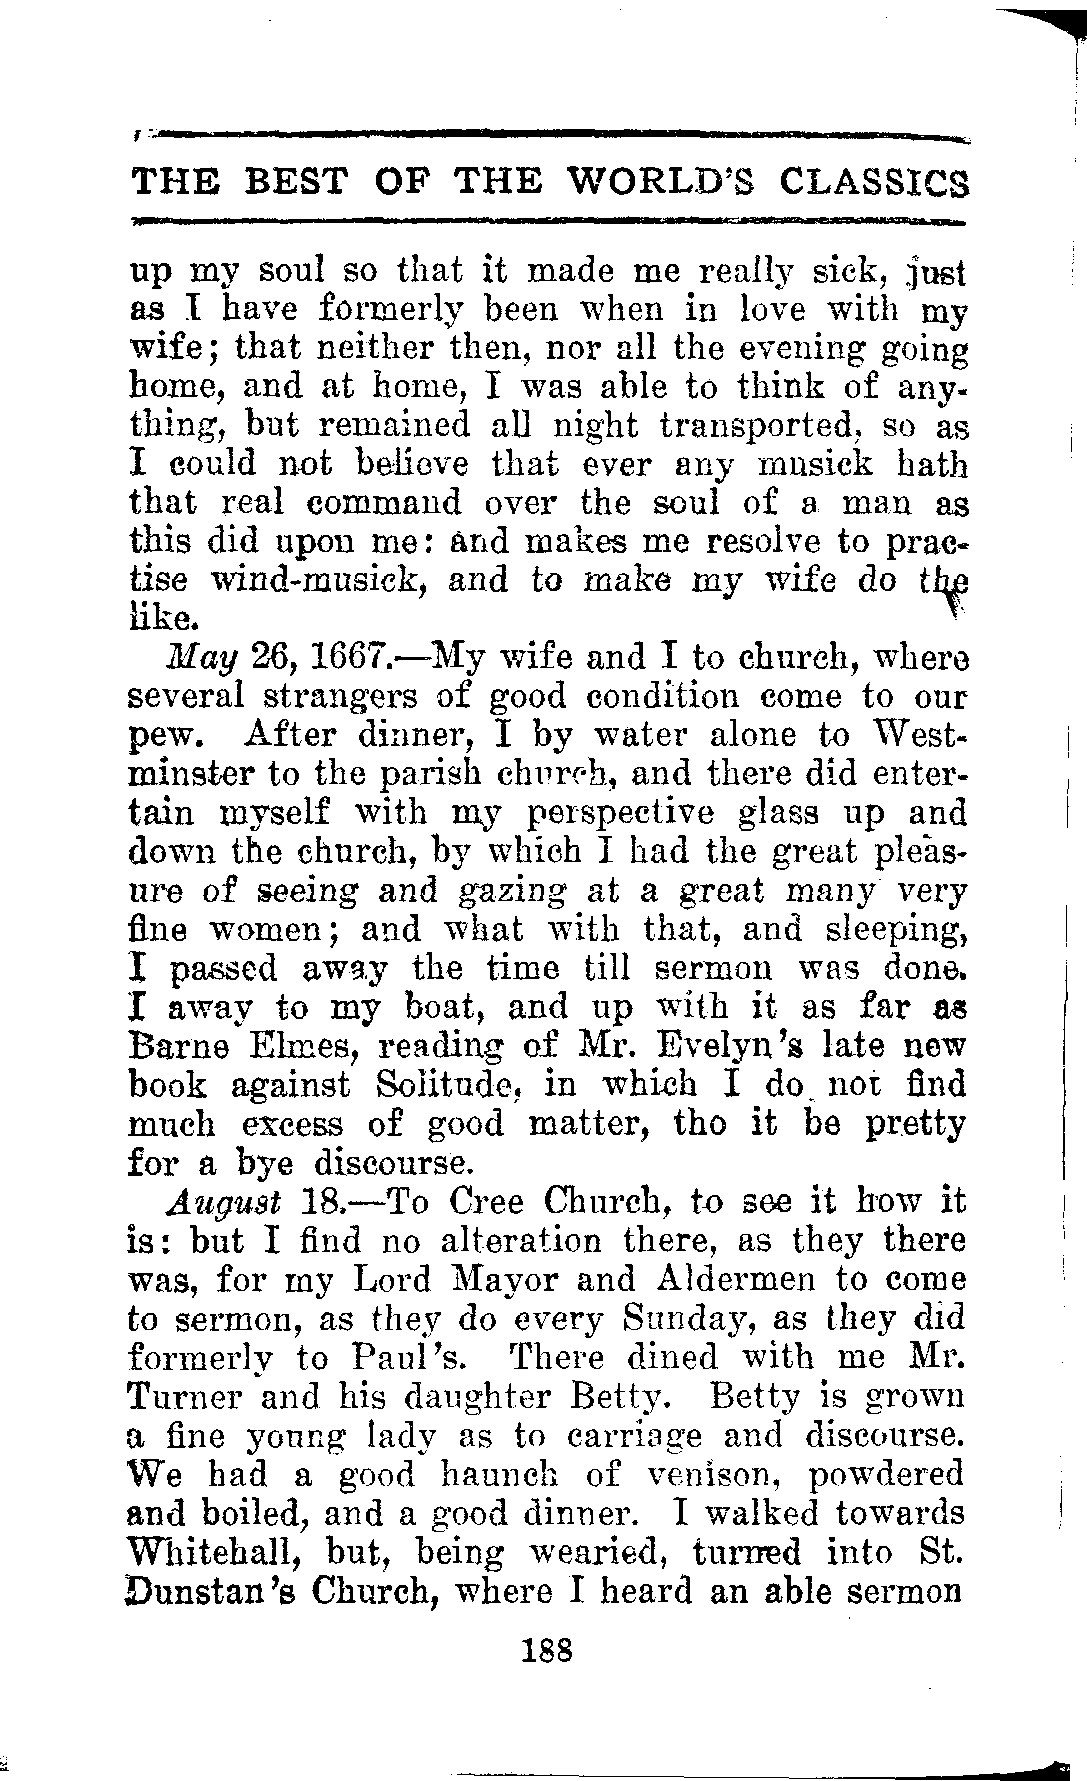 THE BEST OF THE WORLD'S CLASSICS
up my soul so that it made me really sick, just
as I have formerly been when in love with my
wife; that neither then, nor all the evening going
home, and at home, I was able to think of any-
thing, but remained all night transported, so as
I could not believe that ever any musick hath
that real command over the soul of a man as
this did upon me: and makes me resolve to prac-
tise wind-musick, and to make my wife do the
like.
May 26, 1667.—My wife and I to church, where
several strangers of good condition come to our
pew. After dinner, I by water alone to West-
minster to the parish church, and there did enter-
tain myself with my perspective glass up and
down the church, by which I had the great pleas-
ure of seeing and gazing at a great many very
fine women; and what with that, and sleeping,
I passed away the time till sermon was done.
I away to my boat, and up with it as far as
Barne Elmes, reading of Mr. Evelyn's late new
book against Solitude, in which I do not find
much excess of good matter, tho it be pretty
for a bye discourse.
August 18.—To Cree Church, to see it how it
is: but I find no alteration there, as they there
was, for my Lord Mayor and Aldermen to come
to sermon, as they do every Sunday, as they did
formerly to Paul's. There dined with me Mr.
Turner and his daughter Betty. Betty is grown
a fine young lady as to carriage and discourse.
We had a good haunch of venison, powdered
and boiled, and a good dinner. I walked towards
Whitehall, but, being wearied, turned into St.
Dunstan's Church, where I heard an able sermon
188